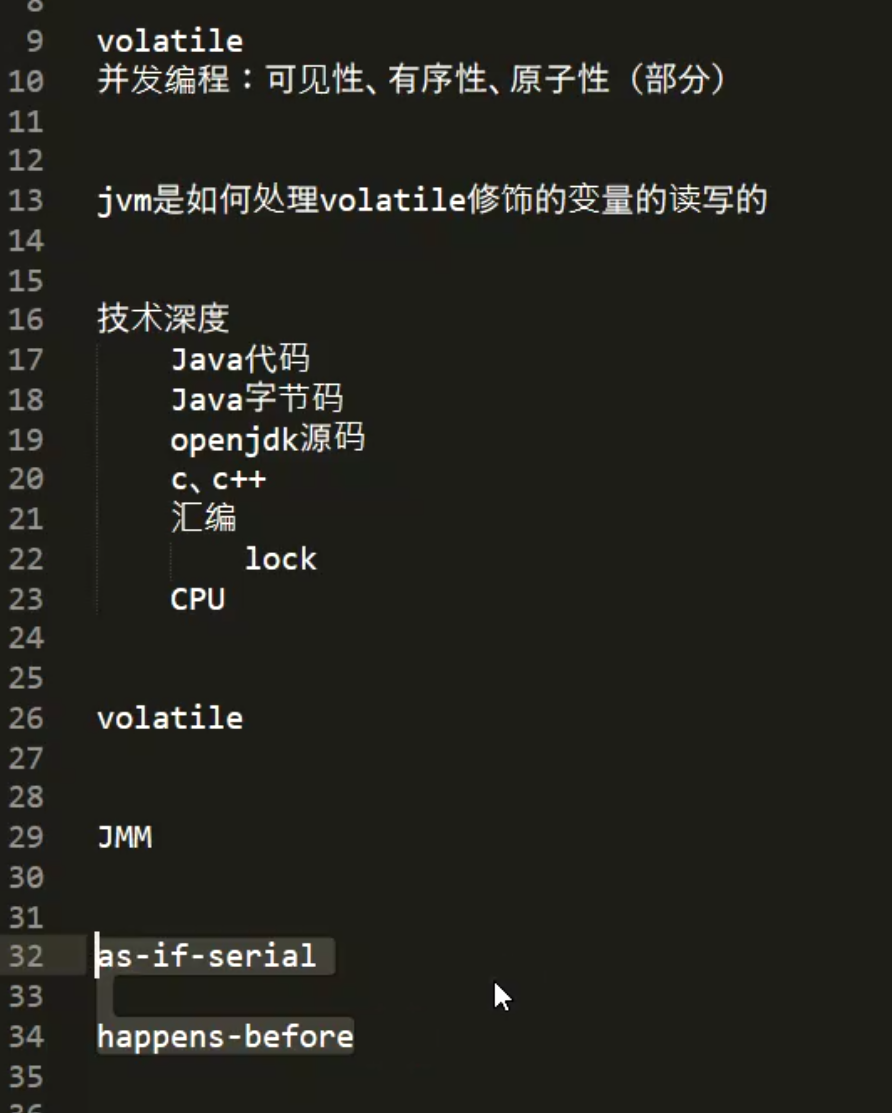 8
9 volatile
10 并发编程：可见性、有序性、原子性（部分）
11
12
13 jvm是如何处理volatile修饰的变量的读写的
14
15
16 技术深度
17 Java代码
18 Java字节码
19 openjdk源码
20 c、c++
21 汇编
22 lock
23 CPU
24
25
26 volatile
27
28
29 JMM
30
31
32 as-if-serial
33
34 happens-before
35
36